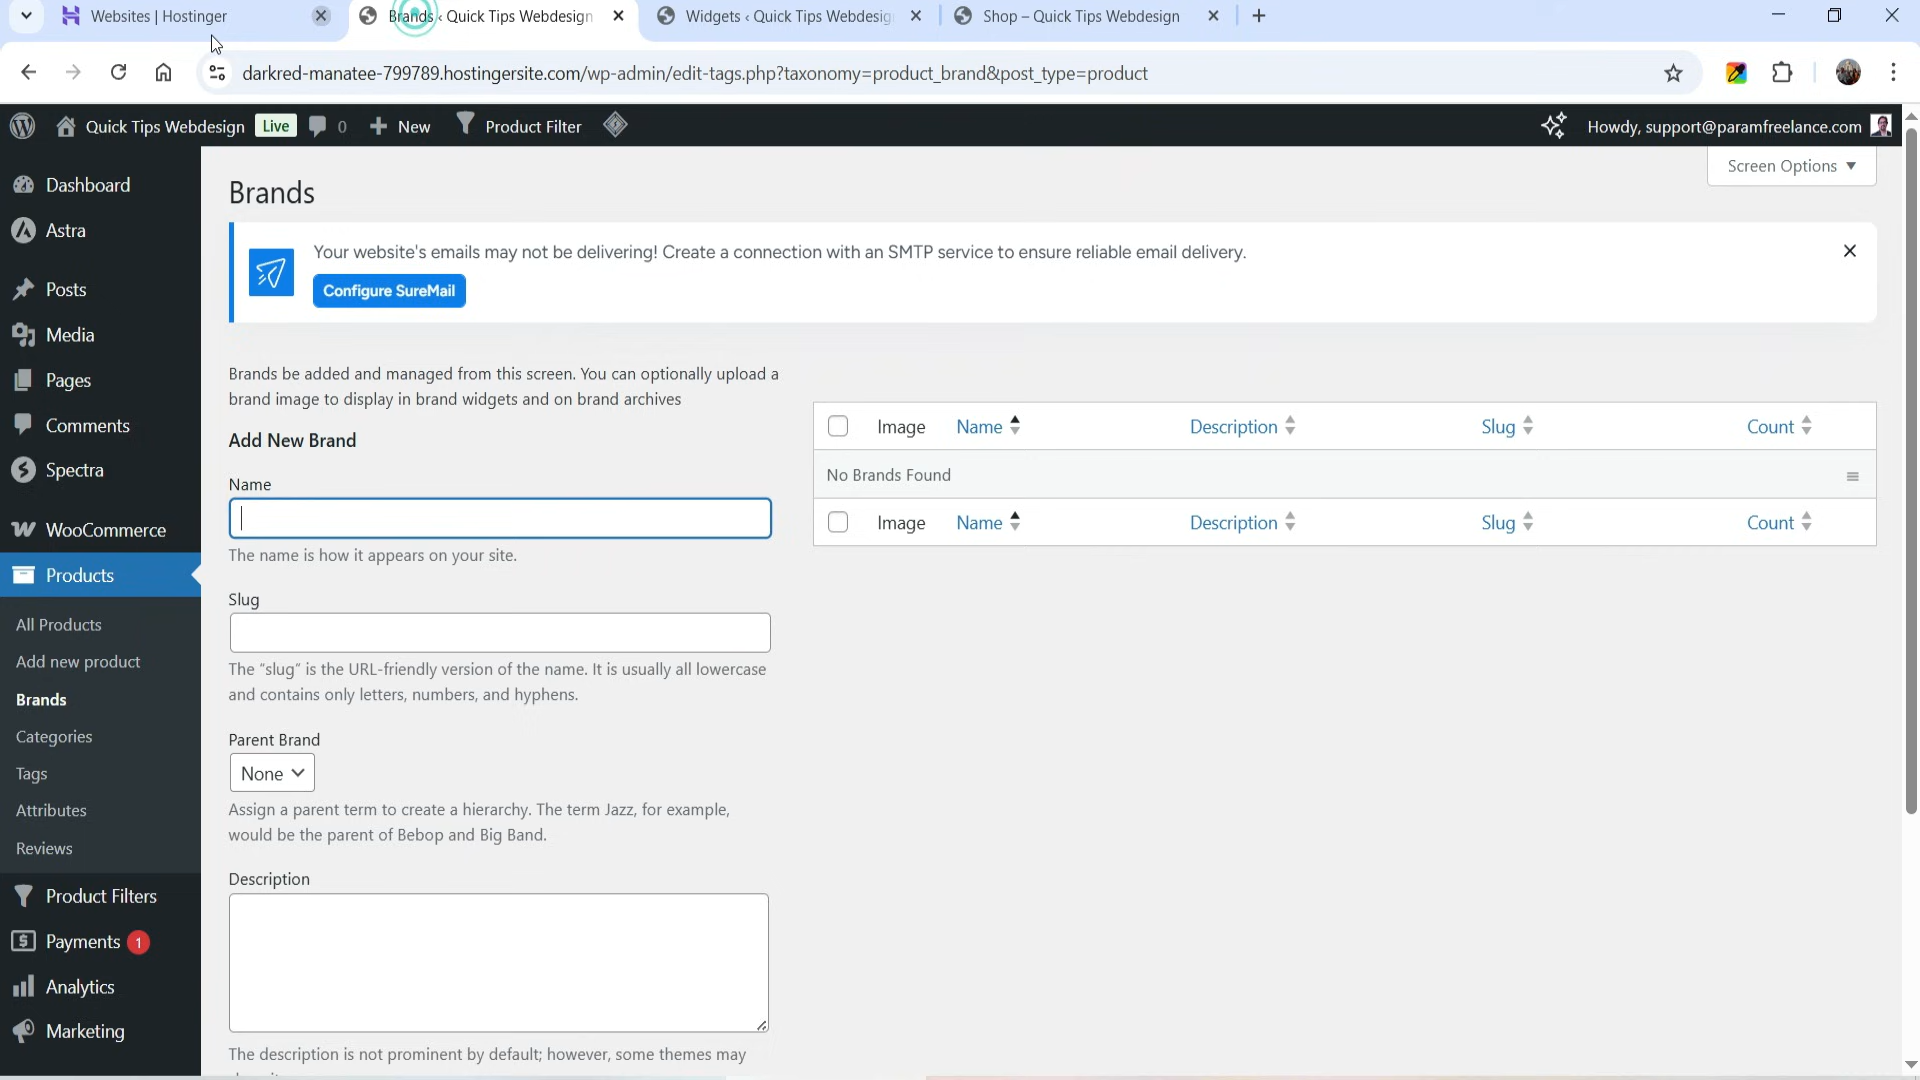 Websites | Hostinger
Brands ‹ Quick Tips Webdesign
Widgets ‹ Quick Tips Webdesig
Shop – Quick Tips Webdesign
darkred-manatee-799789.hostingersite.com/wp-admin/edit-tags.php?taxonomy=product_brand&post_type=product
Quick Tips Webdesign Live 0 New Product Filter Howdy, support@paramfreelance.com
Screen Options
Dashboard
Astra
Posts
Media
Pages
Comments
Spectra
WooCommerce
Products
All Products
Add new product
Brands
Categories
Tags
Attributes
Reviews
Product Filters
Payments 1
Analytics
Marketing
Brands
Your website's emails may not be delivering! Create a connection with an SMTP service to ensure reliable email delivery.
Configure SureMail
Brands be added and managed from this screen. You can optionally upload a
brand image to display in brand widgets and on brand archives
Add New Brand
Name
The name is how it appears on your site.
Slug
The “slug” is the URL-friendly version of the name. It is usually all lowercase
and contains only letters, numbers, and hyphens.
Parent Brand
None
Assign a parent term to create a hierarchy. The term Jazz, for example,
would be the parent of Bebop and Big Band.
Description
The description is not prominent by default; however, some themes may
Image Name Description Slug Count
No Brands Found
Image Name Description Slug Count